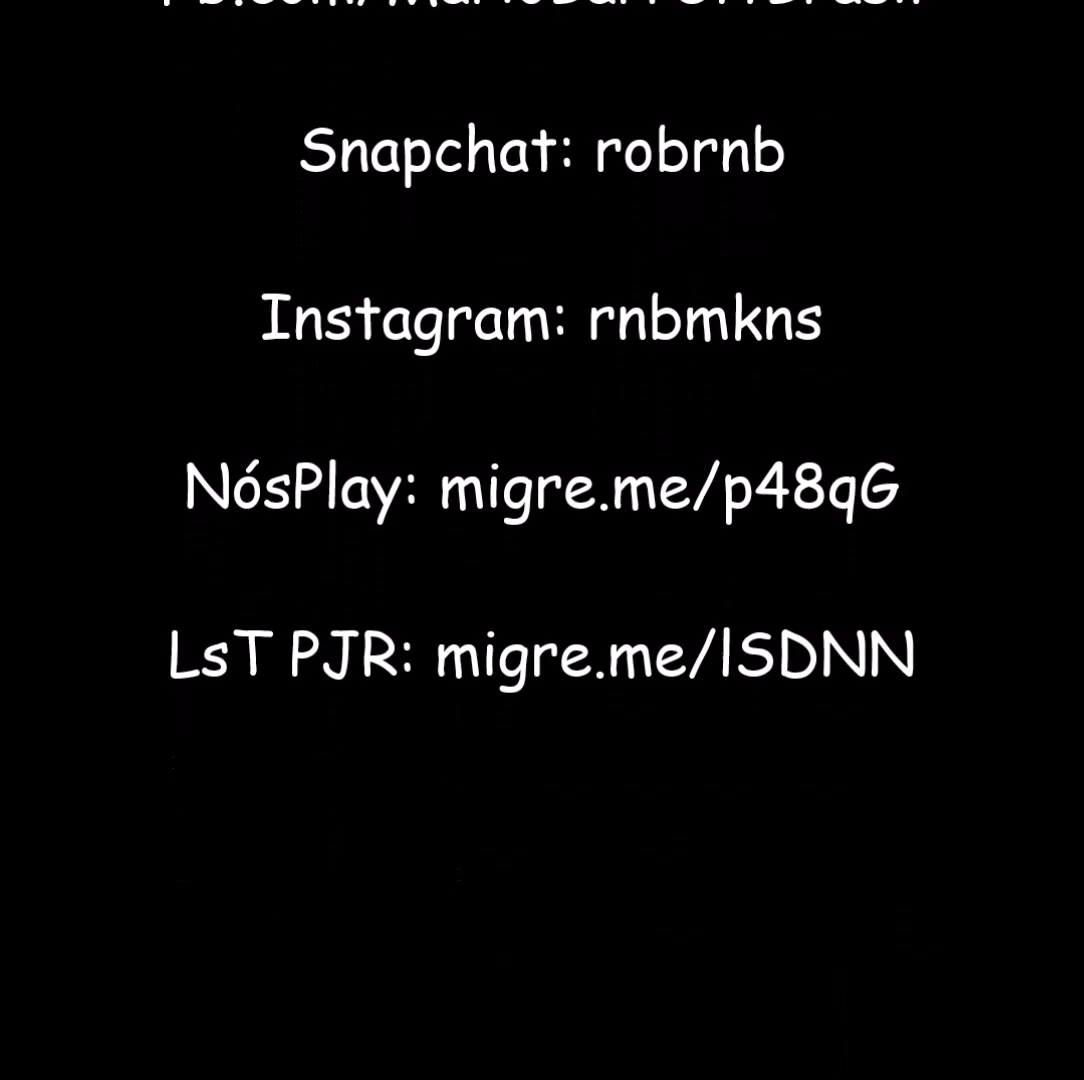 Snapchat: robrnb
Instagram: rnbmkns
NósPlay: migre.me/p48qG
LsT PJR: migre.me/lSDNN